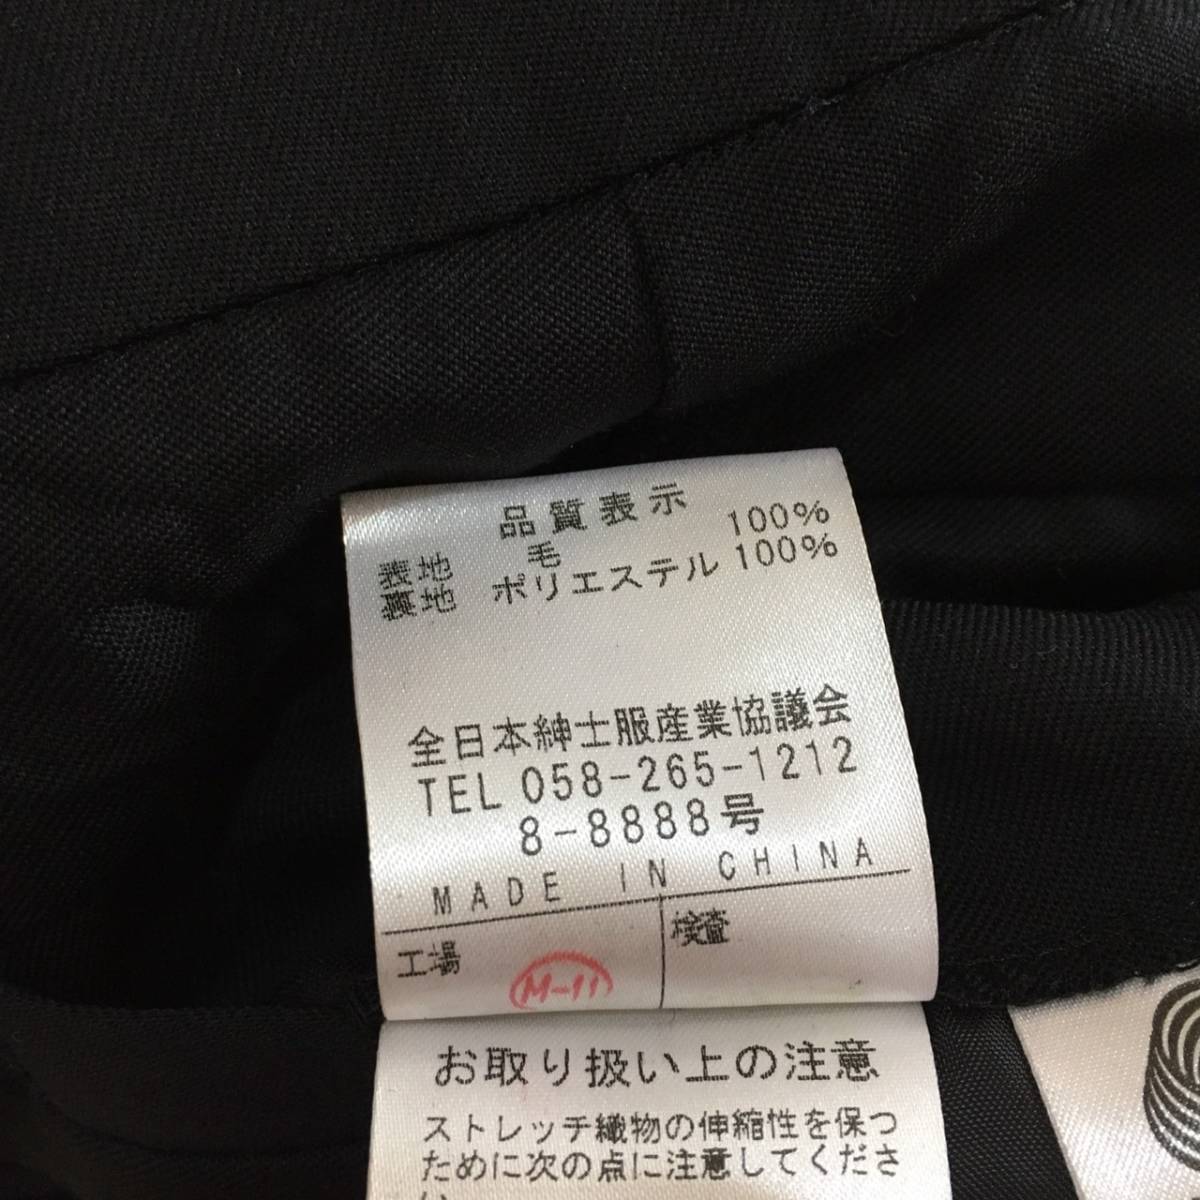 品質表示
表地 毛 100%
裏地 ポリエステル 100%
全日本紳士服産業協議会
TEL 058-265-1212
8-8888号
MADE IN CHINA
工場 M-11 検査
お取り扱い上の注意
ストレッチ織物の伸縮性を保つ
ために次の点に注意してくださ
い